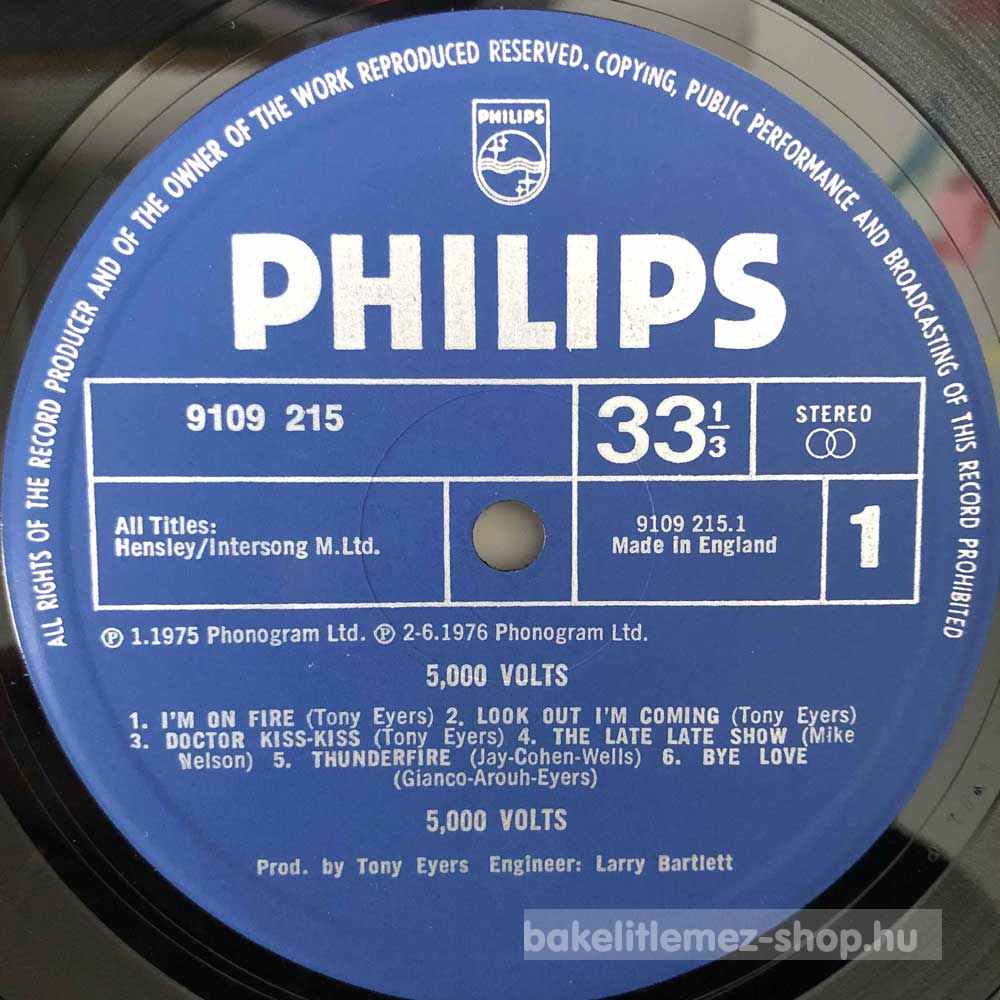 ALL RIGHTS OF THE RECORD PRODUCER AND OF THE OWNER OF THE WORK REPRODUCED RESERVED. COPYING, PUBLIC PERFORMANCE AND BROADCASTING OF THIS RECORD PROHIBITED
PHILIPS
PHILIPS
9109 215
33 1/3
STEREO
All Titles:
Hensley/Intersong M.Ltd.
9109 215.1
Made in England
1
℗ 1.1975 Phonogram Ltd. ℗ 2-6.1976 Phonogram Ltd.
5,000 VOLTS
1. I'M ON FIRE (Tony Eyers) 2. LOOK OUT I'M COMING (Tony Eyers)
3. DOCTOR KISS-KISS (Tony Eyers) 4. THE LATE LATE SHOW (Mike
Nelson) 5. THUNDERFIRE (Jay-Cohen-Wells) 6. BYE LOVE
(Gianco-Arouh-Eyers)
5,000 VOLTS
Prod. by Tony Eyers Engineer: Larry Bartlett
bakelitlemez-shop.hu